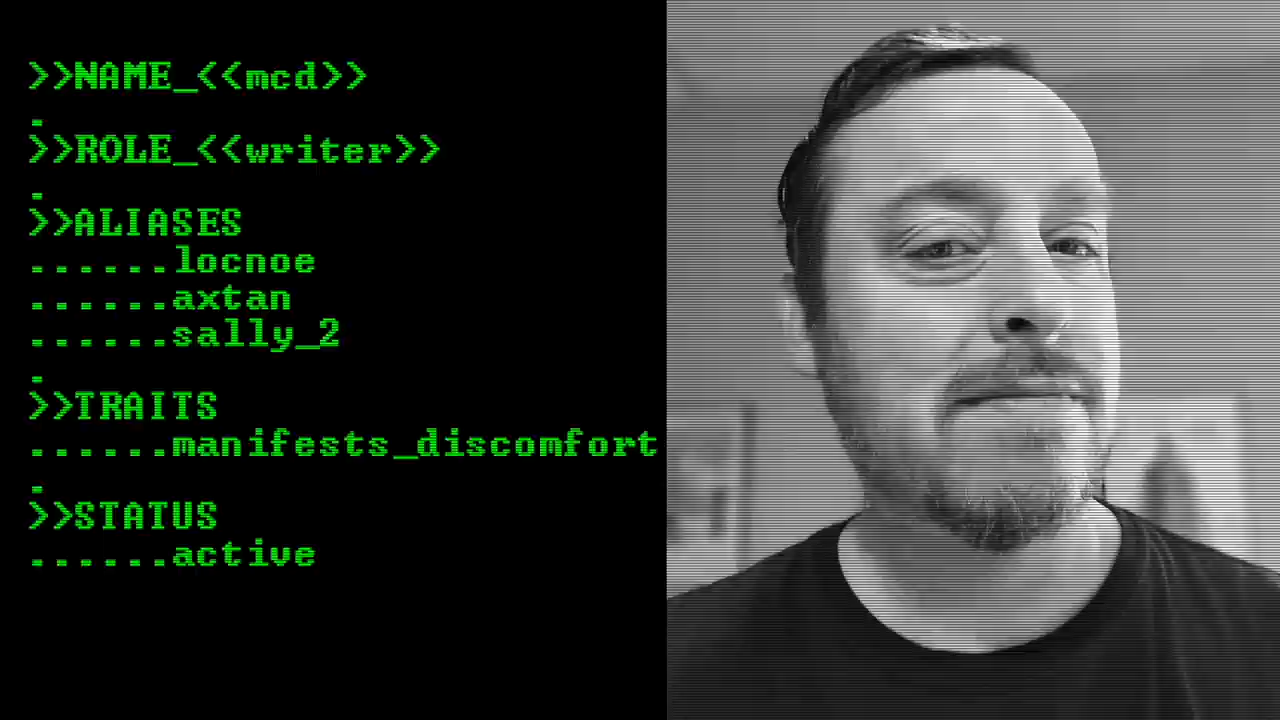 >>NAME_<<mcd>>
.
>>ROLE_<<writer>>
.
>>ALIASES
......locnoe
......axtan
......sally_2
.
>>TRAITS
......manifests_discomfort
.
>>STATUS
......active